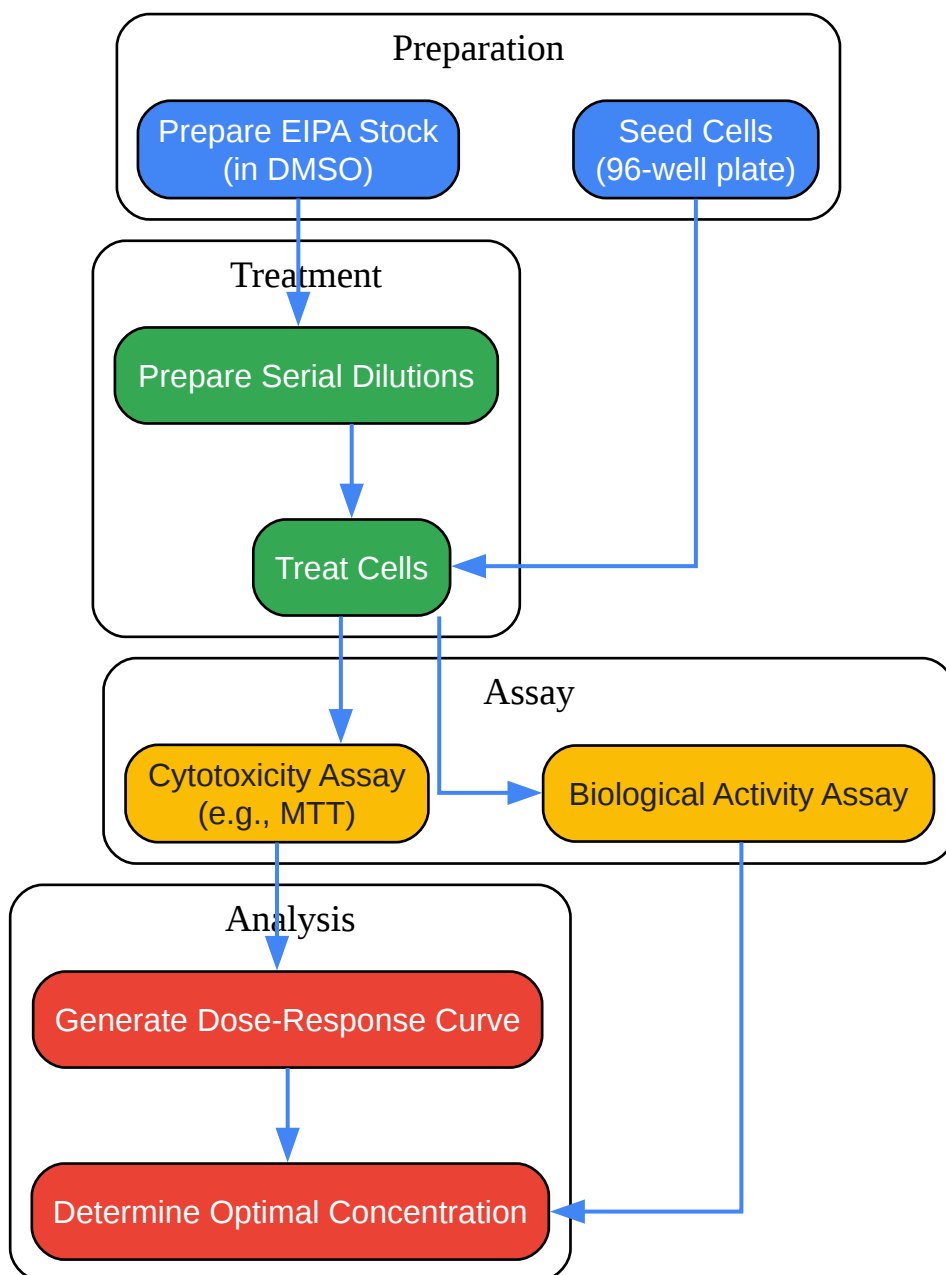 Preparation
Prepare EIPA Stock
(in DMSO)
Seed Cells
(96-well plate)
Treatment
Prepare Serial Dilutions
Treat Cells
Assay
Cytotoxicity Assay
(e.g., MTT)
Biological Activity Assay
Analysis
Generate Dose-Response Curve
Determine Optimal Concentration